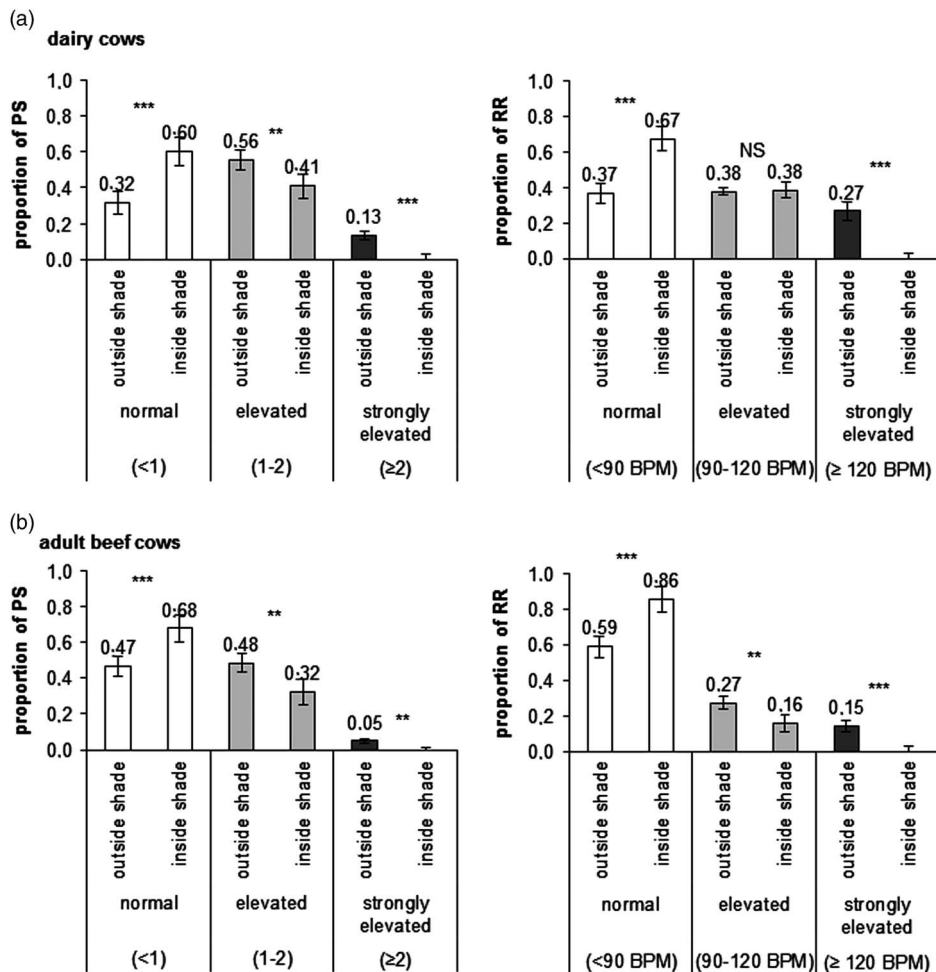 (a)
dairy cows
proportion of PS
1.0
0.8
0.6
0.4
0.2
0.0
***
**
***
0.32
0.60
0.56
0.41
0.13
outside shade
inside shade
outside shade
inside shade
outside shade
inside shade
normal
elevated
strongly
elevated
(<1)
(1-2)
(≥2)
proportion of RR
1.0
0.8
0.6
0.4
0.2
0.0
***
NS
***
0.37
0.67
0.38
0.38
0.27
outside shade
inside shade
outside shade
inside shade
outside shade
inside shade
normal
elevated
strongly
elevated
(<90 BPM)
(90-120 BPM)
(≥ 120 BPM)
(b)
adult beef cows
proportion of PS
1.0
0.8
0.6
0.4
0.2
0.0
***
**
**
0.47
0.68
0.48
0.32
0.05
outside shade
inside shade
outside shade
inside shade
outside shade
inside shade
normal
elevated
strongly
elevated
(<1)
(1-2)
(≥2)
proportion of RR
1.0
0.8
0.6
0.4
0.2
0.0
***
**
***
0.59
0.86
0.27
0.16
0.15
outside shade
inside shade
outside shade
inside shade
outside shade
inside shade
normal
elevated
strongly
elevated
(<90 BPM)
(90-120 BPM)
(≥ 120 BPM)